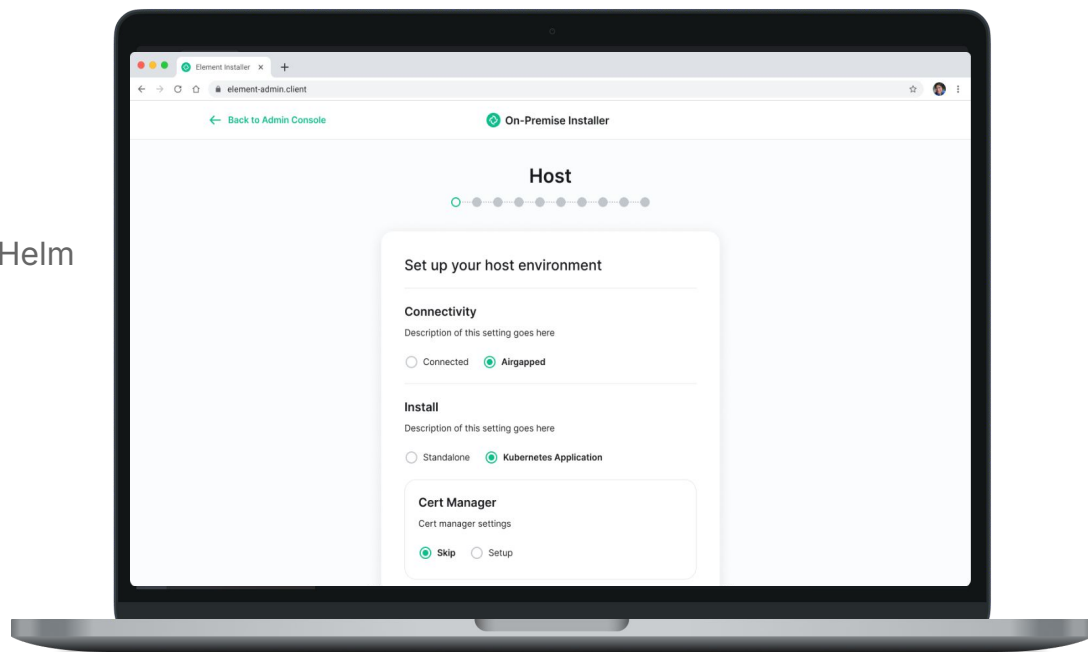 Element Installer
element-admin.client
Back to Admin Console
On-Premise Installer
Host
Helm
Set up your host environment
Connectivity
Description of this setting goes here
Connected Airgapped
Install
Description of this setting goes here
Standalone Kubernetes Application
Cert Manager
Cert manager settings
Skip Setup